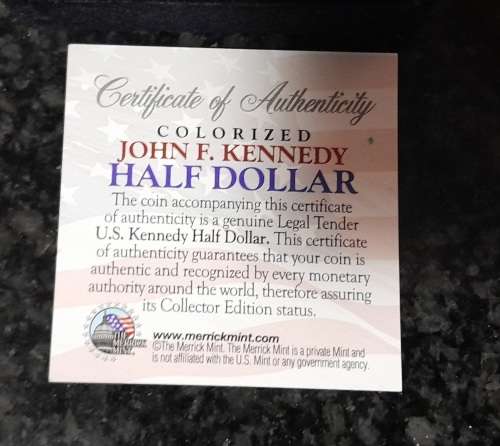 Certificate of Authenticity
COLORIZED
JOHN F. KENNEDY
HALF DOLLAR
The coin accompanying this certificate
of authenticity is a genuine Legal Tender
U.S. Kennedy Half Dollar. This certificate
of authenticity guarantees that your coin is
authentic and recognized by every monetary
authority around the world, therefore assuring
its Collector Edition status.
THE
MERRICK
MINT
www.merrickmint.com
©The Merrick Mint. The Merrick Mint is a private Mint and
is not affiliated with the U.S. Mint or any government agency.